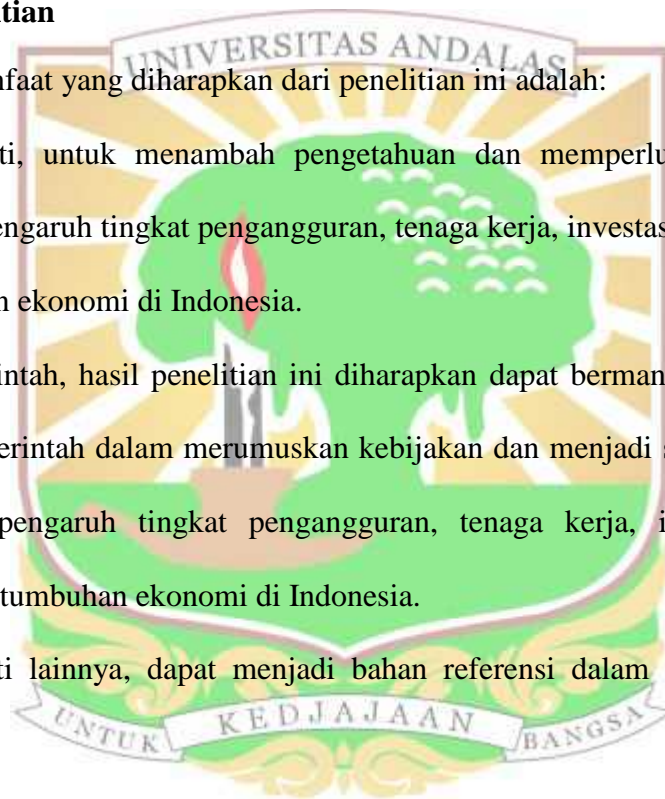 itian
UNIVERSITAS ANDALAS
nfaat yang diharapkan dari penelitian ini adalah:
ti, untuk menambah pengetahuan dan memperlu
engaruh tingkat pengangguran, tenaga kerja, investas
n ekonomi di Indonesia.
intah, hasil penelitian ini diharapkan dapat berman
erintah dalam merumuskan kebijakan dan menjadi s
pengaruh tingkat pengangguran, tenaga kerja, i
tumbuhan ekonomi di Indonesia.
ti lainnya, dapat menjadi bahan referensi dalam
UNTUK KEDJAJAAN BANGSA